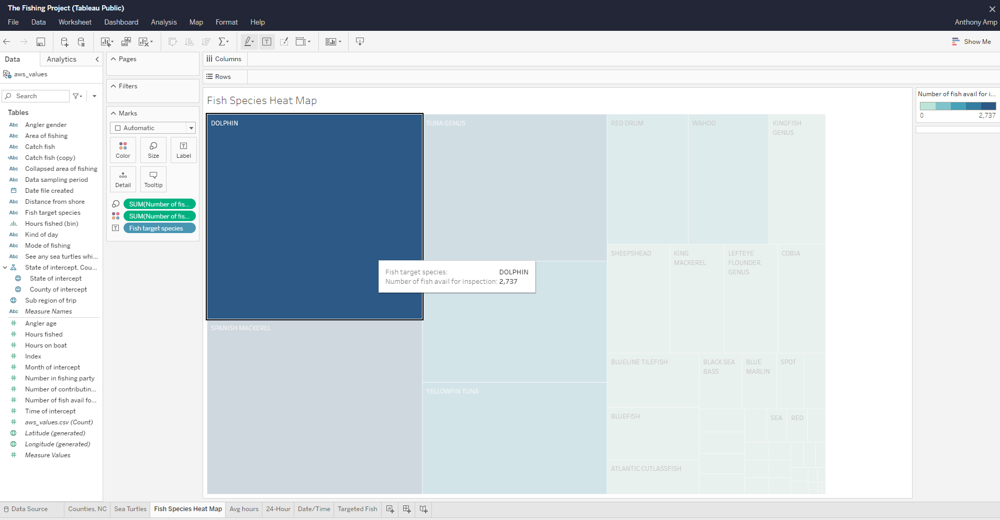 The Fishing Project (Tableau Public)
File Data Worksheet Dashboard Analysis Map Format Help
Anthony Amp
Show Me
Data Analytics
aws_values
Search
Tables
Abc Angler gender
Abc Area of fishing
Abc Catch fish
=Abc Catch fish (copy)
Abc Collapsed area of fishing
Abc Data sampling period
Date file created
Abc Distance from shore
Abc Fish target species
Hours fished (bin)
Abc Kind of day
Abc Mode of fishing
Abc See any sea turtles whi...
State of intercept, Cou...
State of intercept
County of intercept
Sub region of trip
Abc Measure Names
# Angler age
# Hours fished
# Hours on boat
# Index
# Month of intercept
# Number in fishing party
# Number of contributin...
# Number of fish avail fo...
# Time of intercept
# aws_values.csv (Count)
Latitude (generated)
Longitude (generated)
# Measure Values
Pages
Filters
Marks
Automatic
Color Size Label
Detail Tooltip
SUM(Number of fis...
SUM(Number of fis...
Fish target species
Columns
Rows
Fish Species Heat Map
DOLPHIN
TUNA GENUS
RED DRUM
WAHOO
KINGFISH
GENUS
SHEEPSHEAD
KING
MACKEREL
LEFTEYE
FLOUNDER
GENUS
COBIA
Fish target species: DOLPHIN
Number of fish avail for inspection: 2,737
SPANISH MACKEREL
YELLOWFIN TUNA
BLUELINE TILEFISH
BLACK SEA
BASS
BLUE
MARLIN
SPOT
BLUEFISH
SEA
RED
ATLANTIC CUTLASSFISH
Number of fish avail for i...
0 2,737
Data Source Counties, NC Sea Turtles Fish Species Heat Map Avg hours 24-Hour Date/Time Targeted Fish